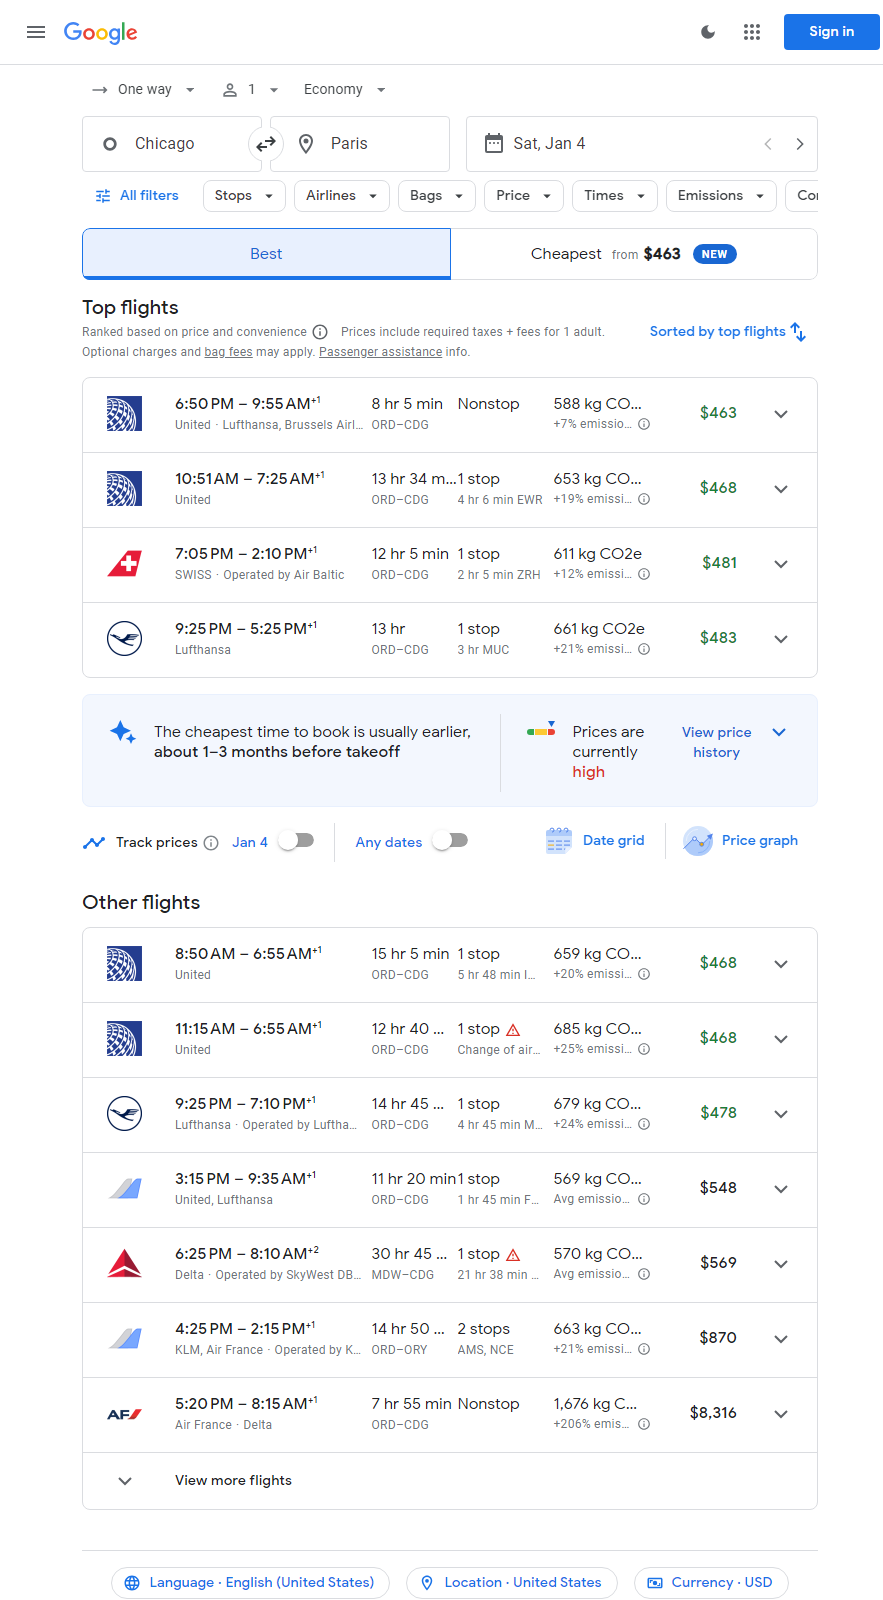 Google
Sign in
One way 1 Economy
Chicago Paris Sat, Jan 4
All filters Stops Airlines Bags Price Times Emissions Con
Best Cheapest from $463 NEW
Top flights
Ranked based on price and convenience Prices include required taxes + fees for 1 adult.
Optional charges and bag fees may apply. Passenger assistance info.
Sorted by top flights
6:50 PM – 9:55 AM+1 8 hr 5 min Nonstop 588 kg CO... $463
United · Lufthansa, Brussels Airl... ORD–CDG +7% emissio...
10:51 AM – 7:25 AM+1 13 hr 34 m... 1 stop 653 kg CO... $468
United ORD–CDG 4 hr 6 min EWR +19% emissi...
7:05 PM – 2:10 PM+1 12 hr 5 min 1 stop 611 kg CO2e $481
SWISS · Operated by Air Baltic ORD–CDG 2 hr 5 min ZRH +12% emissi...
9:25 PM – 5:25 PM+1 13 hr 1 stop 661 kg CO2e $483
Lufthansa ORD–CDG 3 hr MUC +21% emissi...
The cheapest time to book is usually earlier,
about 1–3 months before takeoff
Prices are
currently
high
View price
history
Track prices Jan 4 Any dates Date grid Price graph
Other flights
8:50 AM – 6:55 AM+1 15 hr 5 min 1 stop 659 kg CO... $468
United ORD–CDG 5 hr 48 min I... +20% emissi...
11:15 AM – 6:55 AM+1 12 hr 40 ... 1 stop 685 kg CO... $468
United ORD–CDG Change of air... +25% emissi...
9:25 PM – 7:10 PM+1 14 hr 45 ... 1 stop 679 kg CO... $478
Lufthansa · Operated by Luftha... ORD–CDG 4 hr 45 min M... +24% emissi...
3:15 PM – 9:35 AM+1 11 hr 20 min 1 stop 569 kg CO... $548
United, Lufthansa ORD–CDG 1 hr 45 min F... Avg emissio...
6:25 PM – 8:10 AM+2 30 hr 45 ... 1 stop 570 kg CO... $569
Delta · Operated by SkyWest DB... MDW–CDG 21 hr 38 min ... Avg emissio...
4:25 PM – 2:15 PM+1 14 hr 50 ... 2 stops 663 kg CO... $870
KLM, Air France · Operated by K... ORD–ORY AMS, NCE +21% emissi...
AF 5:20 PM – 8:15 AM+1 7 hr 55 min Nonstop 1,676 kg C... $8,316
Air France · Delta ORD–CDG +206% emis...
View more flights
Language · English (United States) Location · United States Currency · USD